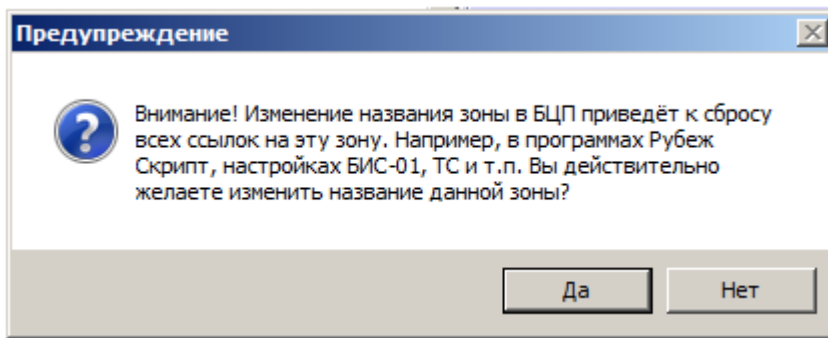 Предупреждение
Внимание! Изменение названия зоны в БЦП приведёт к сбросу
всех ссылок на эту зону. Например, в программах Рубеж
Скрипт, настройках БИС-01, ТС и т.п. Вы действительно
желаете изменить название данной зоны?
Да
Нет